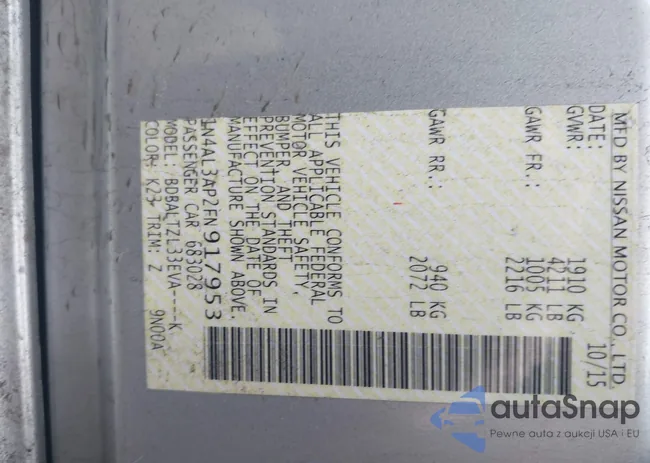 MFD BY NISSAN MOTOR CO., LTD.
DATE: 10/15
GVWR: 1910 KG
4211 LB
GAWR FR.: 1005 KG
2216 LB
GAWR RR.: 940 KG
2072 LB
THIS VEHICLE CONFORMS TO
ALL APPLICABLE FEDERAL
MOTOR VEHICLE SAFETY,
BUMPER AND THEFT
PREVENTION STANDARDS IN
EFFECT ON THE DATE OF
MANUFACTURE SHOWN ABOVE.
1N4AL3AP2FN917953
PASSENGER CAR 683028
MODEL: BDBALTZL33EVA----K
COLOR: K23 TRIM: Z 9N00A
autaSnap
Pewne auta z aukcji USA i EU